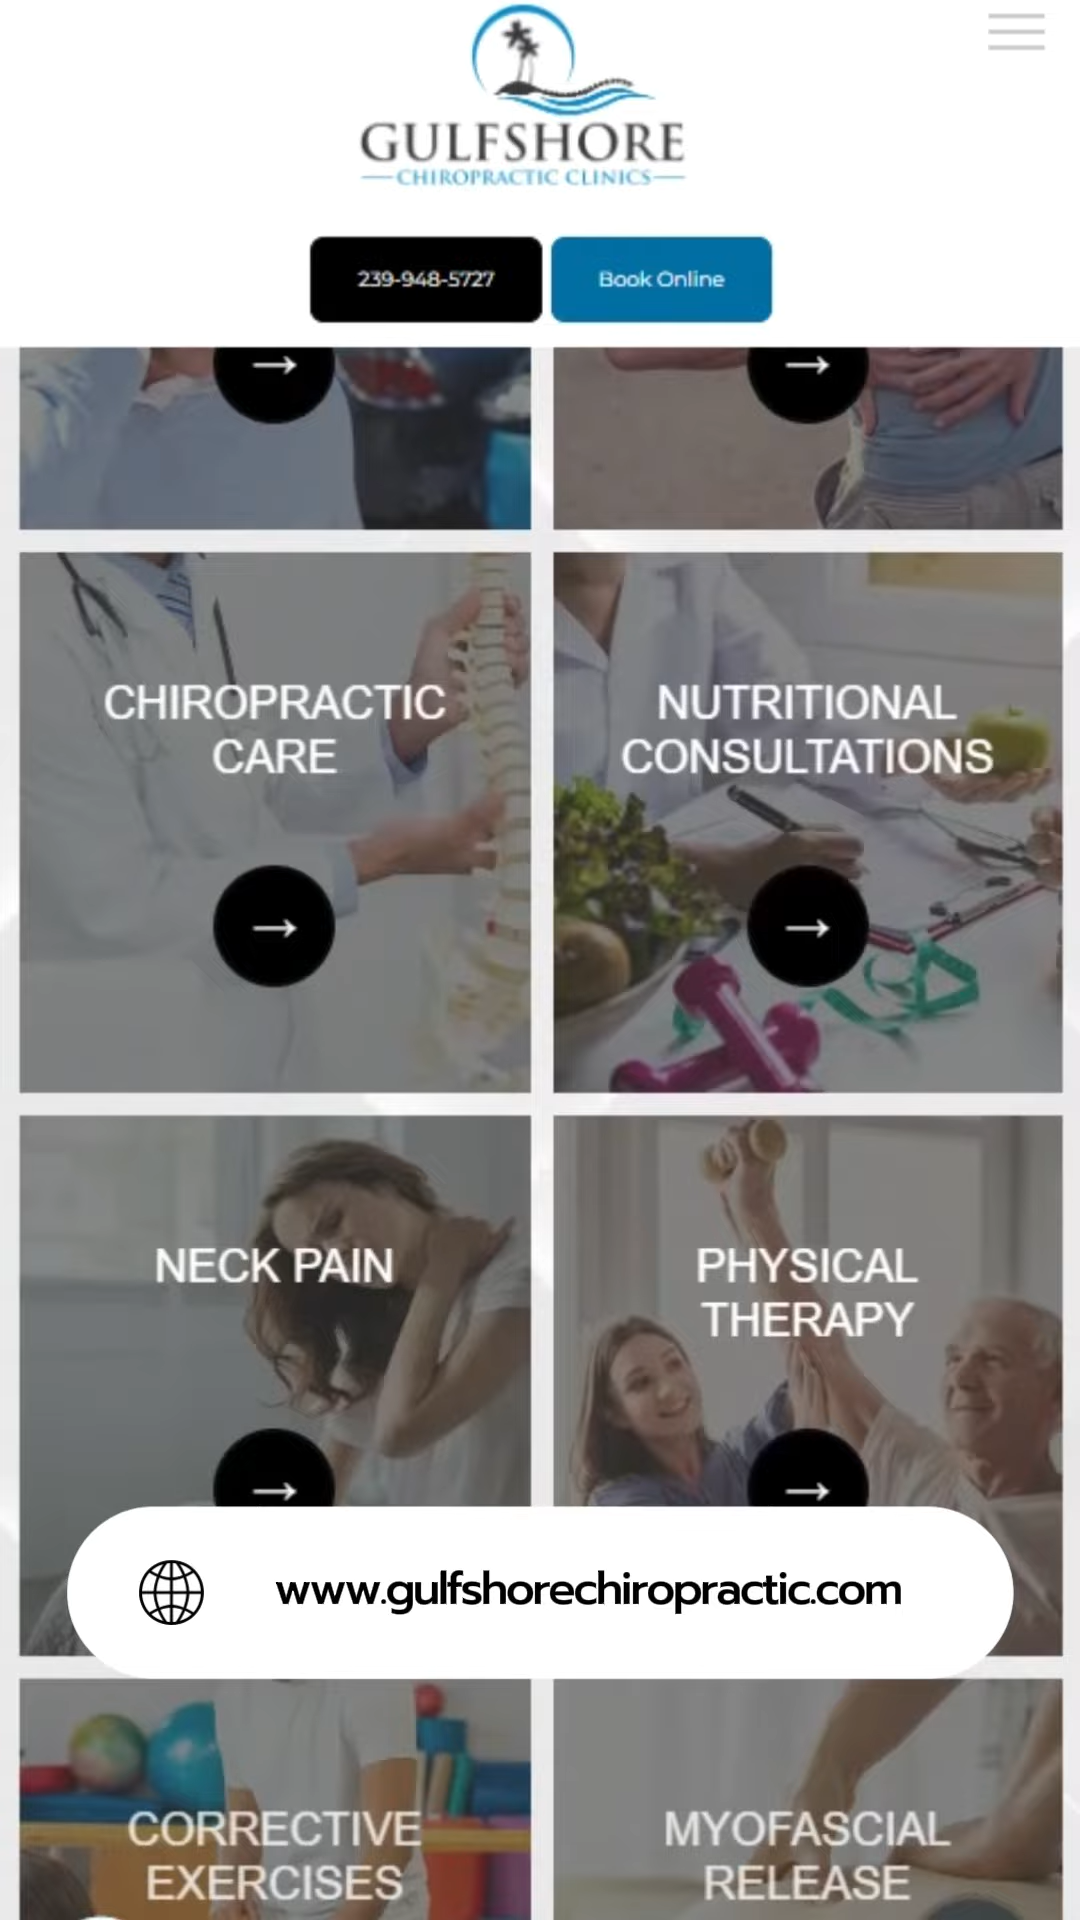 GULFSHORE
CHIROPRACTIC CLINICS
239-948-5727
Book Online
CHIROPRACTIC
CARE
NUTRITIONAL
CONSULTATIONS
NECK PAIN
PHYSICAL
THERAPY
www.gulfshorechiropractic.com
CORRECTIVE
EXERCISES
MYOFASCIAL
RELEASE